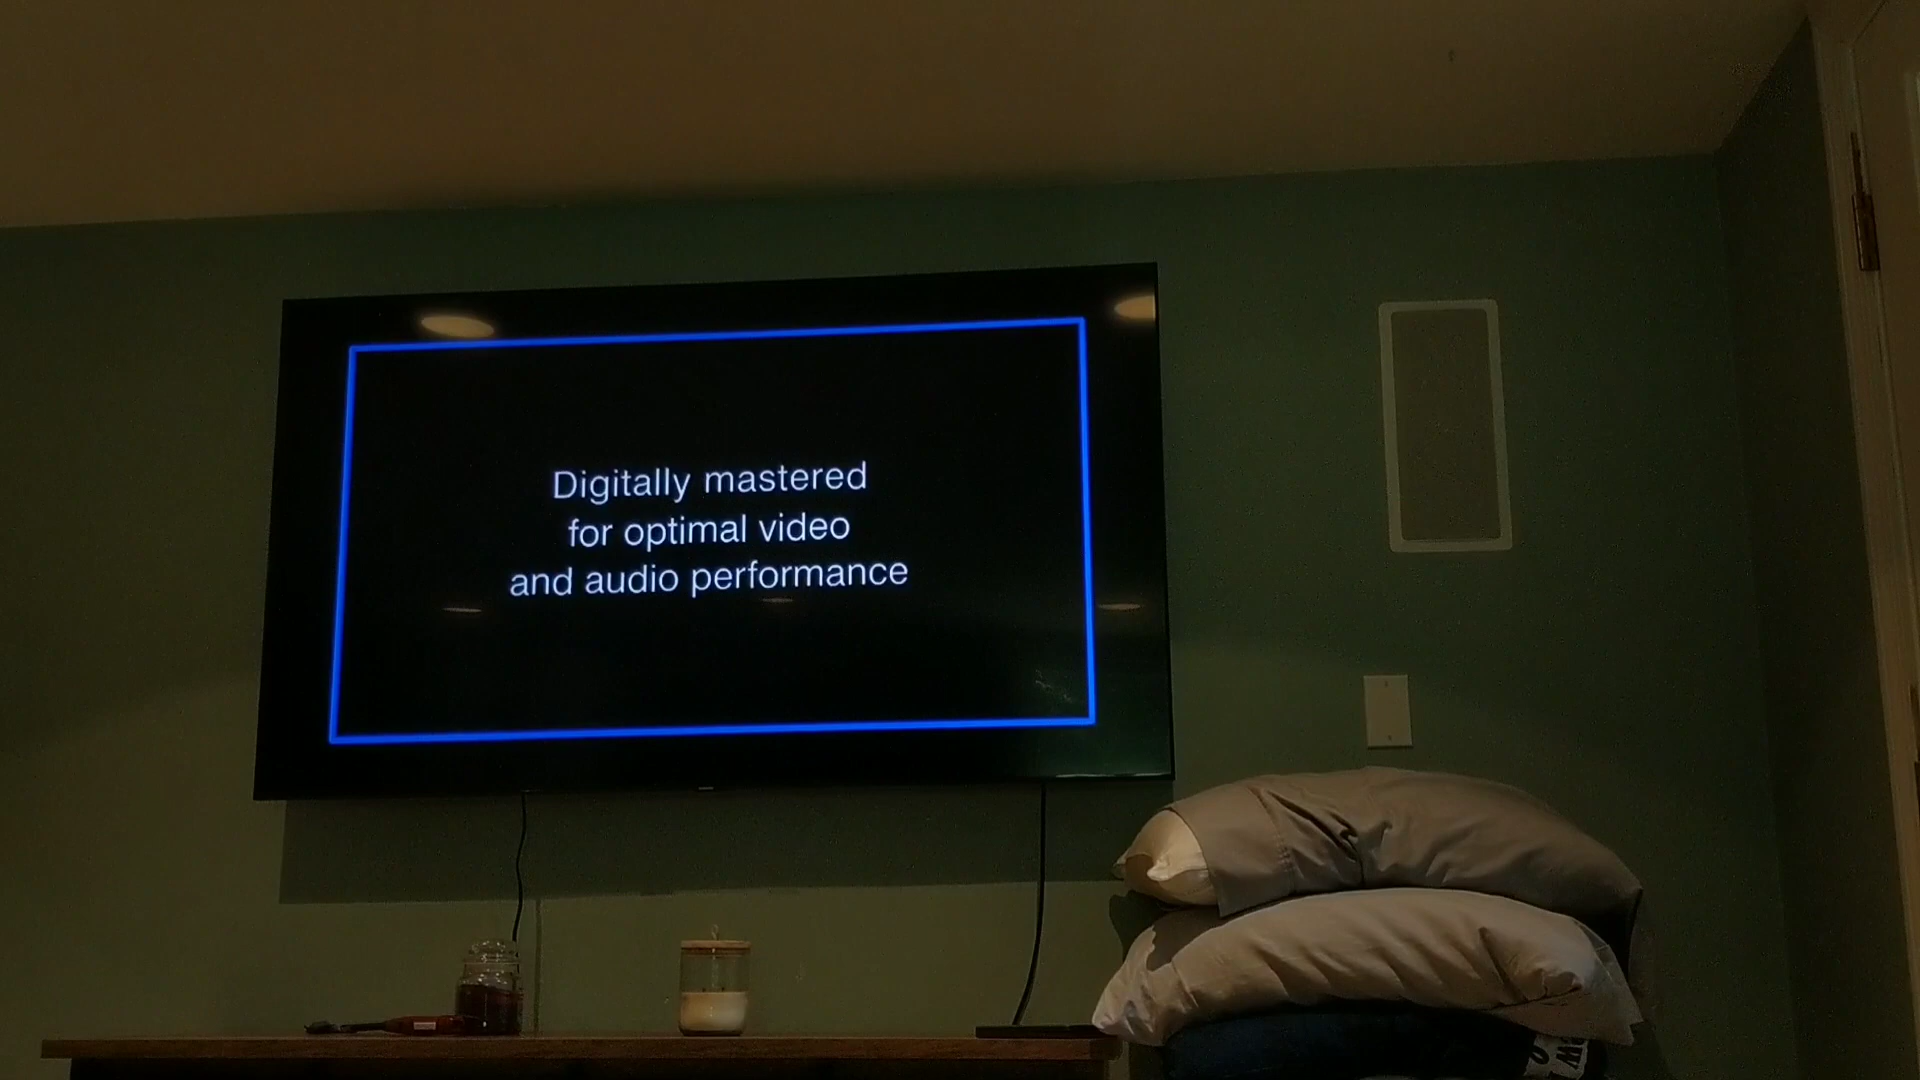 Digitally mastered
for optimal video
and audio performance